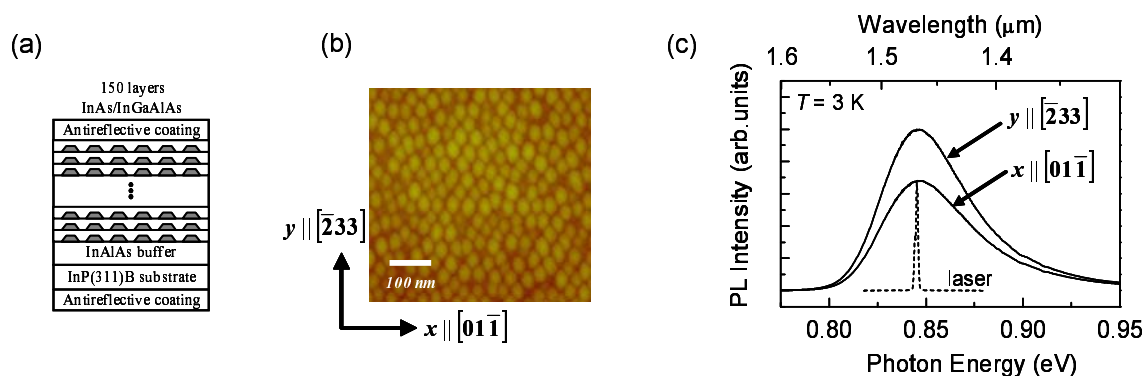 (a)
150 layers
InAs/InGaAlAs
Antireflective coating
InAlAs buffer
InP(311)B substrate
Antireflective coating
(b)
y || [2̅33]
100 nm
x || [011̅]
(c)
Wavelength (μm)
1.6 1.5 1.4
T = 3 K
y || [2̅33]
x || [011̅]
laser
PL Intensity (arb.units)
0.80 0.85 0.90 0.95
Photon Energy (eV)